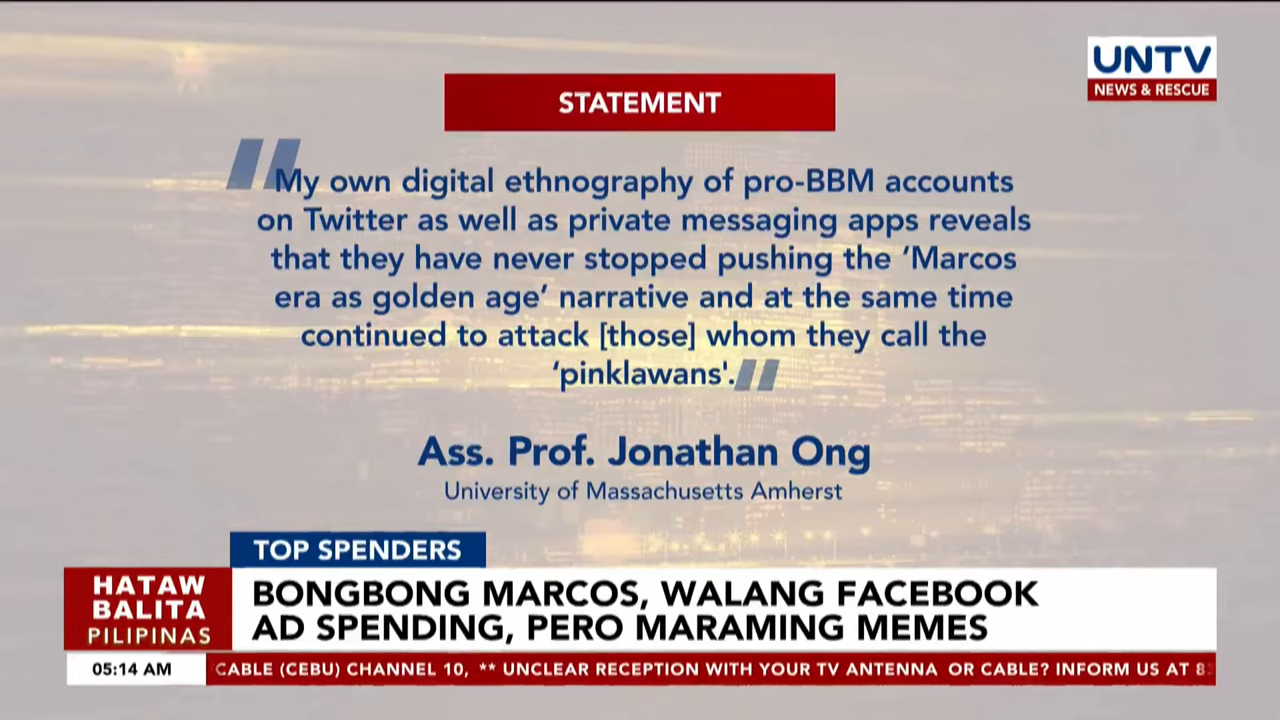 UNTV
NEWS & RESCUE
STATEMENT
"My own digital ethnography of pro-BBM accounts
on Twitter as well as private messaging apps reveals
that they have never stopped pushing the ‘Marcos
era as golden age’ narrative and at the same time
continued to attack [those] whom they call the
‘pinklawans'."
Ass. Prof. Jonathan Ong
University of Massachusetts Amherst
TOP SPENDERS
HATAW
BALITA
PILIPINAS
BONGBONG MARCOS, WALANG FACEBOOK
AD SPENDING, PERO MARAMING MEMES
05:14 AM
CABLE (CEBU) CHANNEL 10, ** UNCLEAR RECEPTION WITH YOUR TV ANTENNA OR CABLE? INFORM US AT 8